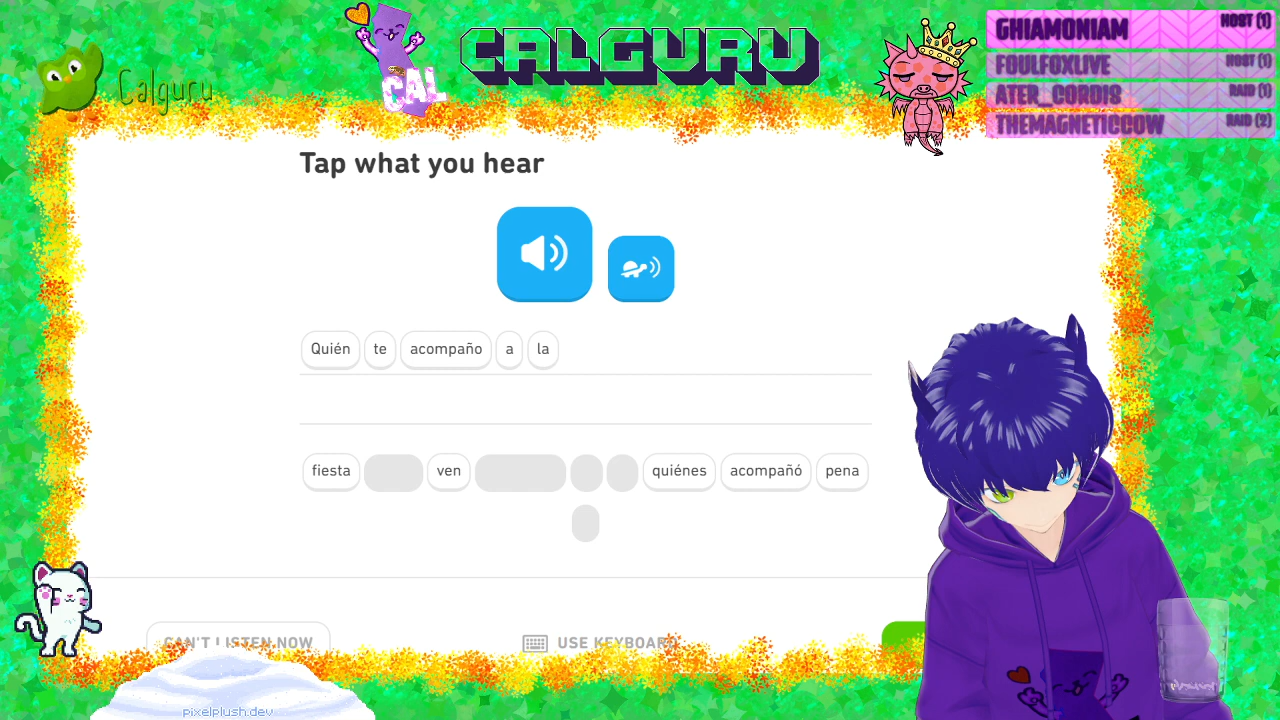 Calguru
CAL
CALGURU
GHIAMONIAM HOST (1)
FOULFOXLIVE HOST (1)
ATER_CORDIS RAID (1)
THEMAGNETICCOW RAID (2)
Tap what you hear
Quién te acompaño a la
fiesta ven quiénes acompañó pena
CAN'T LISTEN NOW USE KEYBOARD
pixelplush.dev